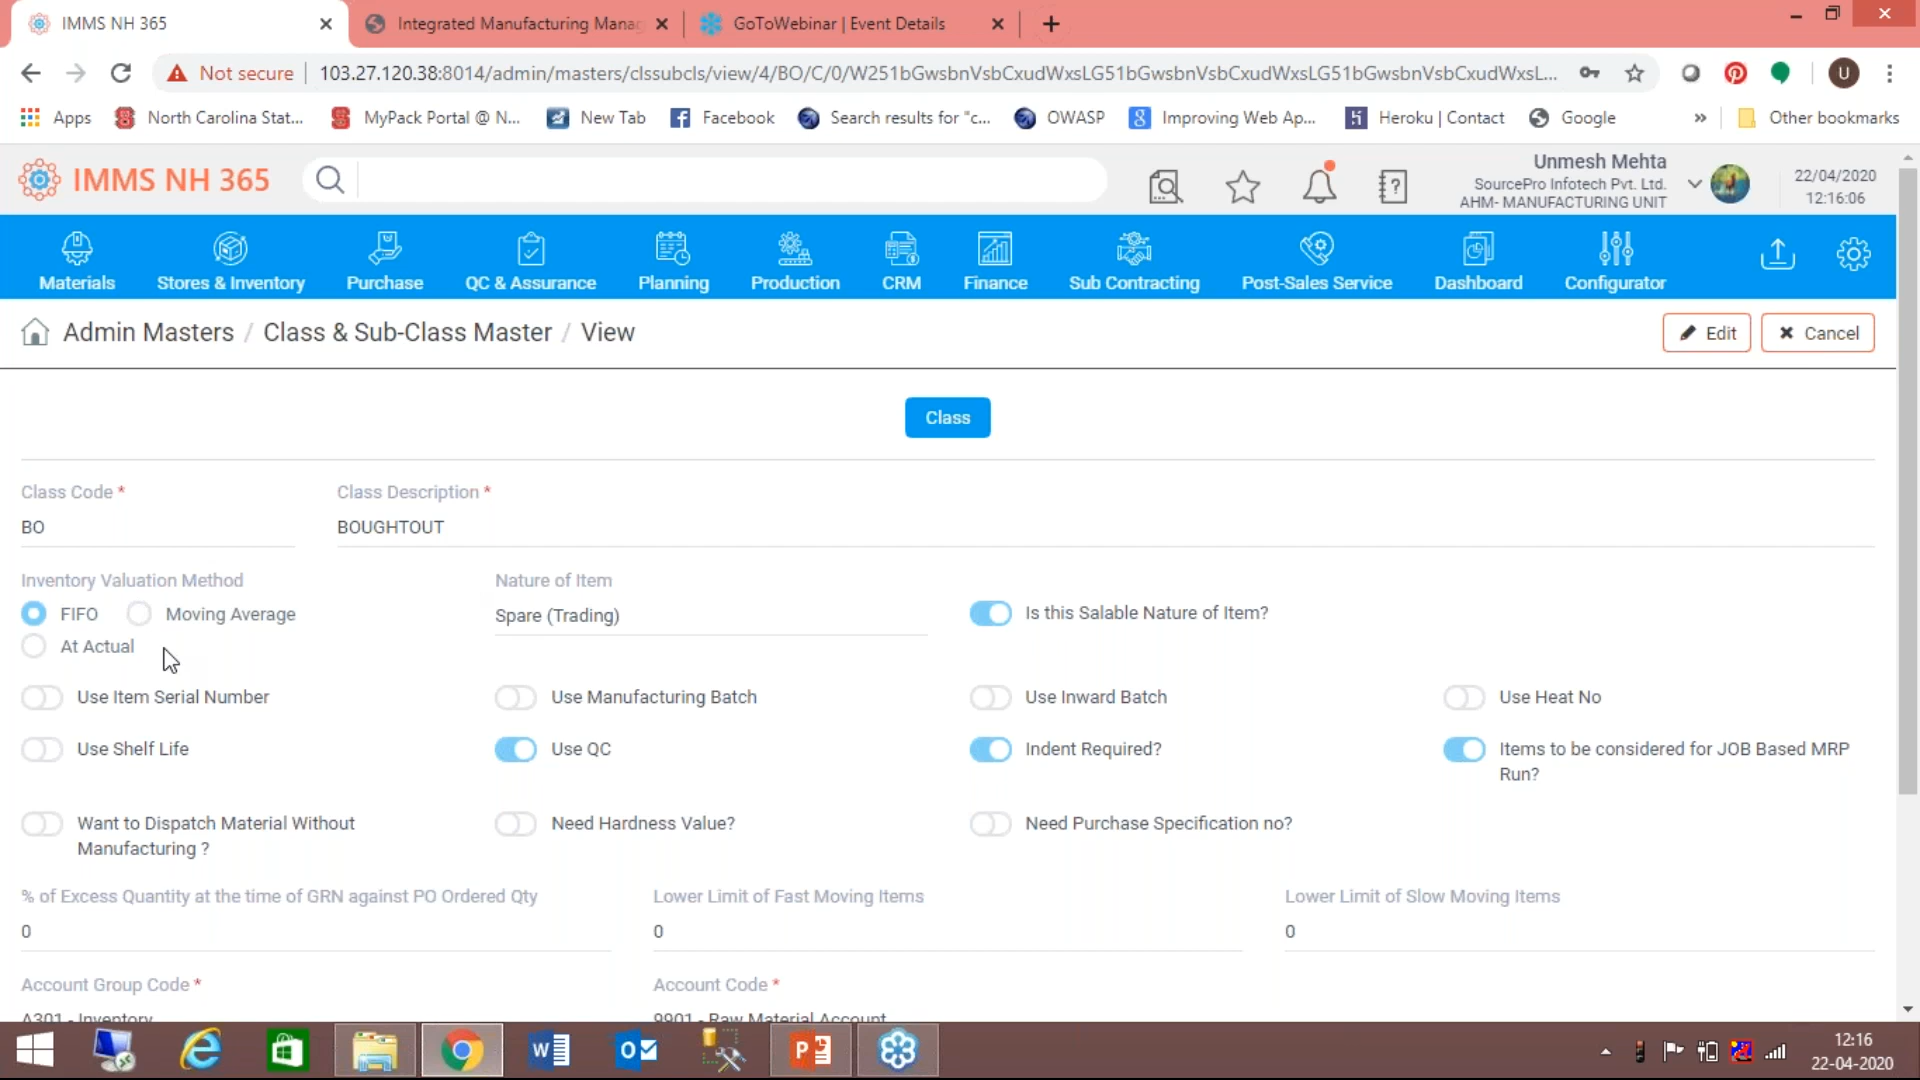 IMMS NH 365
Integrated Manufacturing Mana
GoToWebinar | Event Details
Not secure
103.27.120.38:8014/admin/masters/clssubcls/view/4/BO/C/0/W251bGwsbnVsbCxudWxsLG51bGwsbnVsbCxudWxsLG51bGwsbnVsbCxudWxsL...
U
Apps
North Carolina Stat...
MyPack Portal @ N...
New Tab
Facebook
Search results for "c...
OWASP
Improving Web Ap...
Heroku | Contact
Google
»
Other bookmarks
IMMS NH 365
Unmesh Mehta
SourcePro Infotech Pvt. Ltd.
AHM- MANUFACTURING UNIT
22/04/2020
12:16:06
Materials
Stores & Inventory
Purchase
QC & Assurance
Planning
Production
CRM
Finance
Sub Contracting
Post-Sales Service
Dashboard
Configurator
Admin Masters / Class & Sub-Class Master / View
Edit
Cancel
Class
Class Code *
Class Description *
BO
BOUGHTOUT
Inventory Valuation Method
Nature of Item
FIFO
Moving Average
Spare (Trading)
Is this Salable Nature of Item?
At Actual
Use Item Serial Number
Use Manufacturing Batch
Use Inward Batch
Use Heat No
Use Shelf Life
Use QC
Indent Required?
Items to be considered for JOB Based MRP
Run?
Want to Dispatch Material Without
Manufacturing ?
Need Hardness Value?
Need Purchase Specification no?
% of Excess Quantity at the time of GRN against PO Ordered Qty
Lower Limit of Fast Moving Items
Lower Limit of Slow Moving Items
0
0
0
Account Group Code *
Account Code *
A301 - Inventory
9901 - Raw Material Account
12:16
22-04-2020